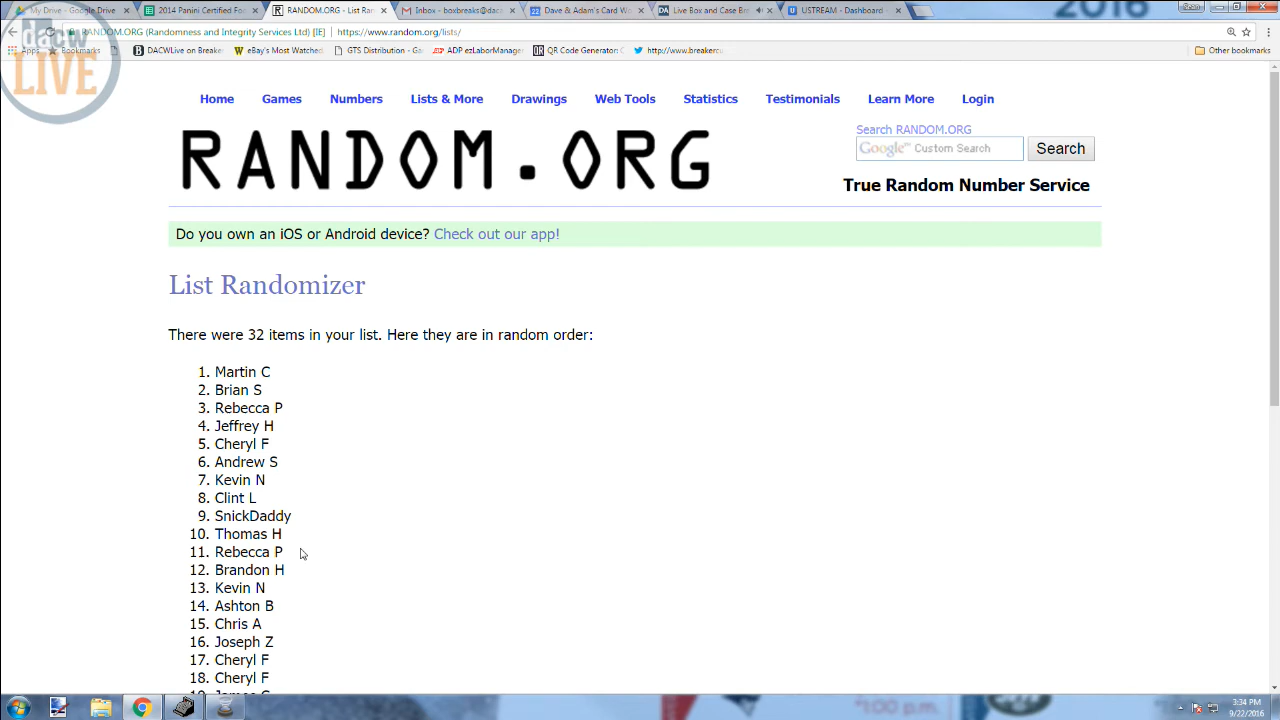 2016
My Drive - Google Drive
2014 Panini Certified Foo
RANDOM.ORG - List Ran
Inbox - boxbreaks@dac
Dave & Adam's Card Wo
Live Box and Case Bre
USTREAM - Dashboard
Sean
RANDOM.ORG (Randomness and Integrity Services Ltd) [IE]
https://www.random.org/lists/
Apps
Bookmarks
DACWLive on Breaker
eBay's Most Watched
GTS Distribution - Ga
ADP ezLaborManager
QR Code Generator:
http://www.breakercu
Other bookmarks
dacw
LIVE
Home
Games
Numbers
Lists & More
Drawings
Web Tools
Statistics
Testimonials
Learn More
Login
RANDOM.ORG
Search RANDOM.ORG
Google™ Custom Search
Search
True Random Number Service
Do you own an iOS or Android device? Check out our app!
List Randomizer
There were 32 items in your list. Here they are in random order:
1. Martin C
2. Brian S
3. Rebecca P
4. Jeffrey H
5. Cheryl F
6. Andrew S
7. Kevin N
8. Clint L
9. SnickDaddy
10. Thomas H
11. Rebecca P
12. Brandon H
13. Kevin N
14. Ashton B
15. Chris A
16. Joseph Z
17. Cheryl F
18. Cheryl F
*1:00 p.m.
3:34 PM
9/22/2016